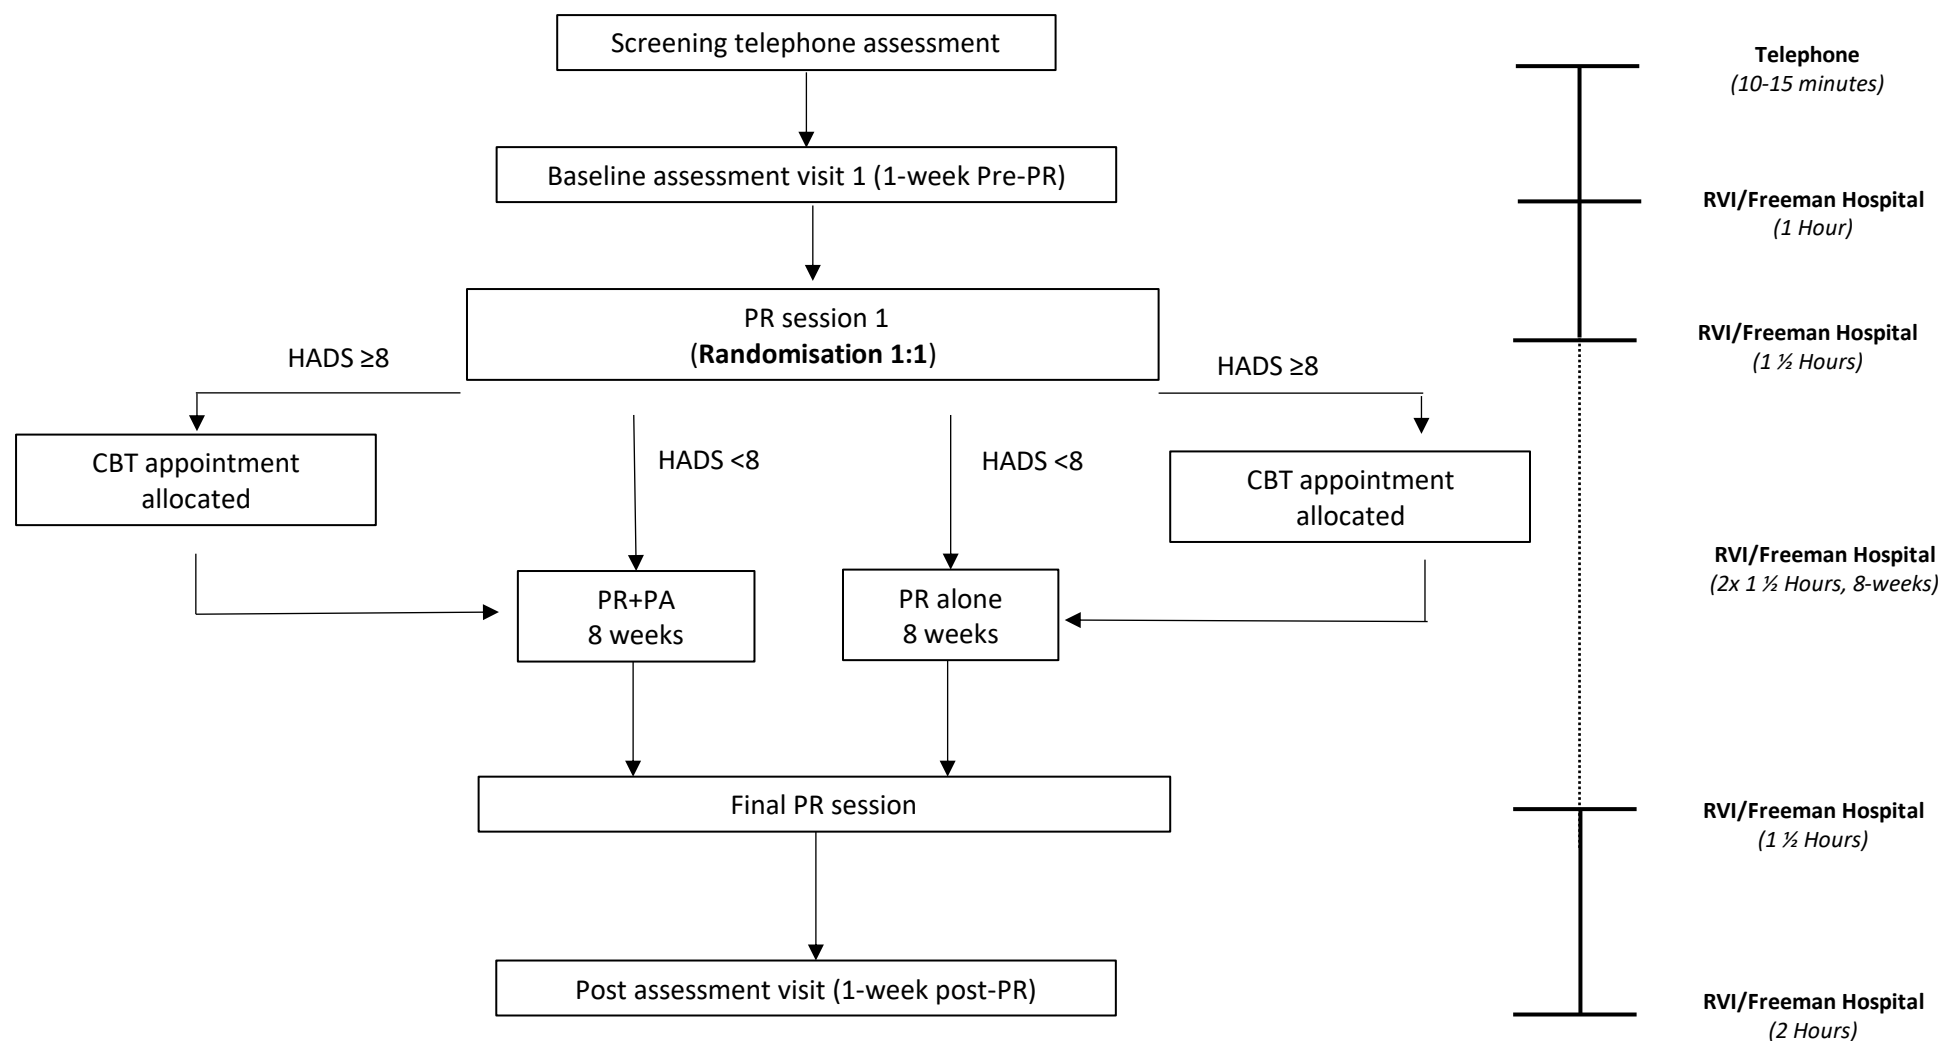 Screening telephone assessment
Telephone
(10-15 minutes)
Baseline assessment visit 1 (1-week Pre-PR)
RVI/Freeman Hospital
(1 Hour)
PR session 1
(Randomisation 1:1)
RVI/Freeman Hospital
(1 ½ Hours)
HADS ≥8
HADS ≥8
CBT appointment
allocated
HADS <8
HADS <8
CBT appointment
allocated
RVI/Freeman Hospital
(2x 1 ½ Hours, 8-weeks)
PR+PA
8 weeks
PR alone
8 weeks
Final PR session
RVI/Freeman Hospital
(1 ½ Hours)
Post assessment visit (1-week post-PR)
RVI/Freeman Hospital
(2 Hours)